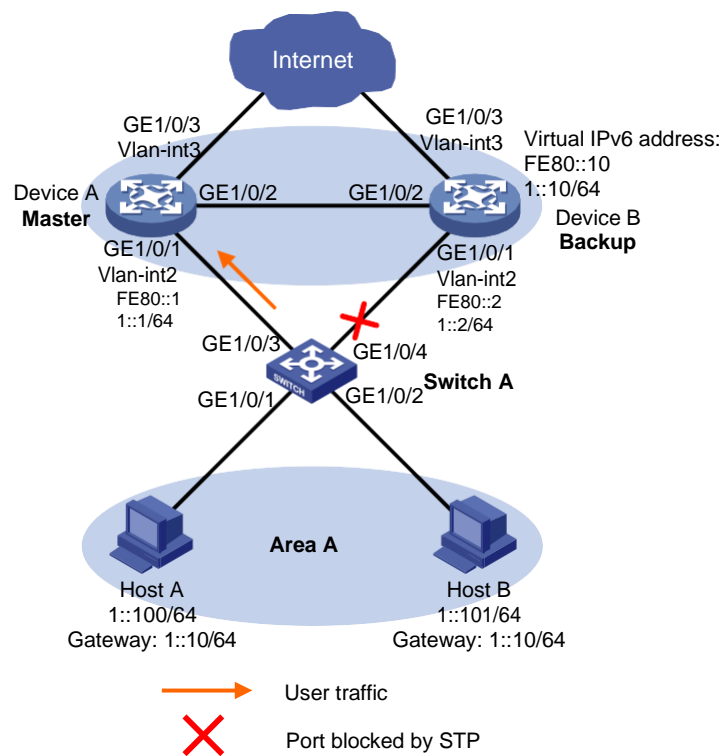 Internet
GE1/0/3
Vlan-int3
GE1/0/3
Vlan-int3
Virtual IPv6 address:
FE80::10
1::10/64
Device A
Master
GE1/0/2
GE1/0/2
Device B
Backup
GE1/0/1
Vlan-int2
FE80::1
1::1/64
GE1/0/1
Vlan-int2
FE80::2
1::2/64
GE1/0/3
GE1/0/4
SWITCH
Switch A
GE1/0/1
GE1/0/2
Area A
Host A
1::100/64
Gateway: 1::10/64
Host B
1::101/64
Gateway: 1::10/64
User traffic
Port blocked by STP